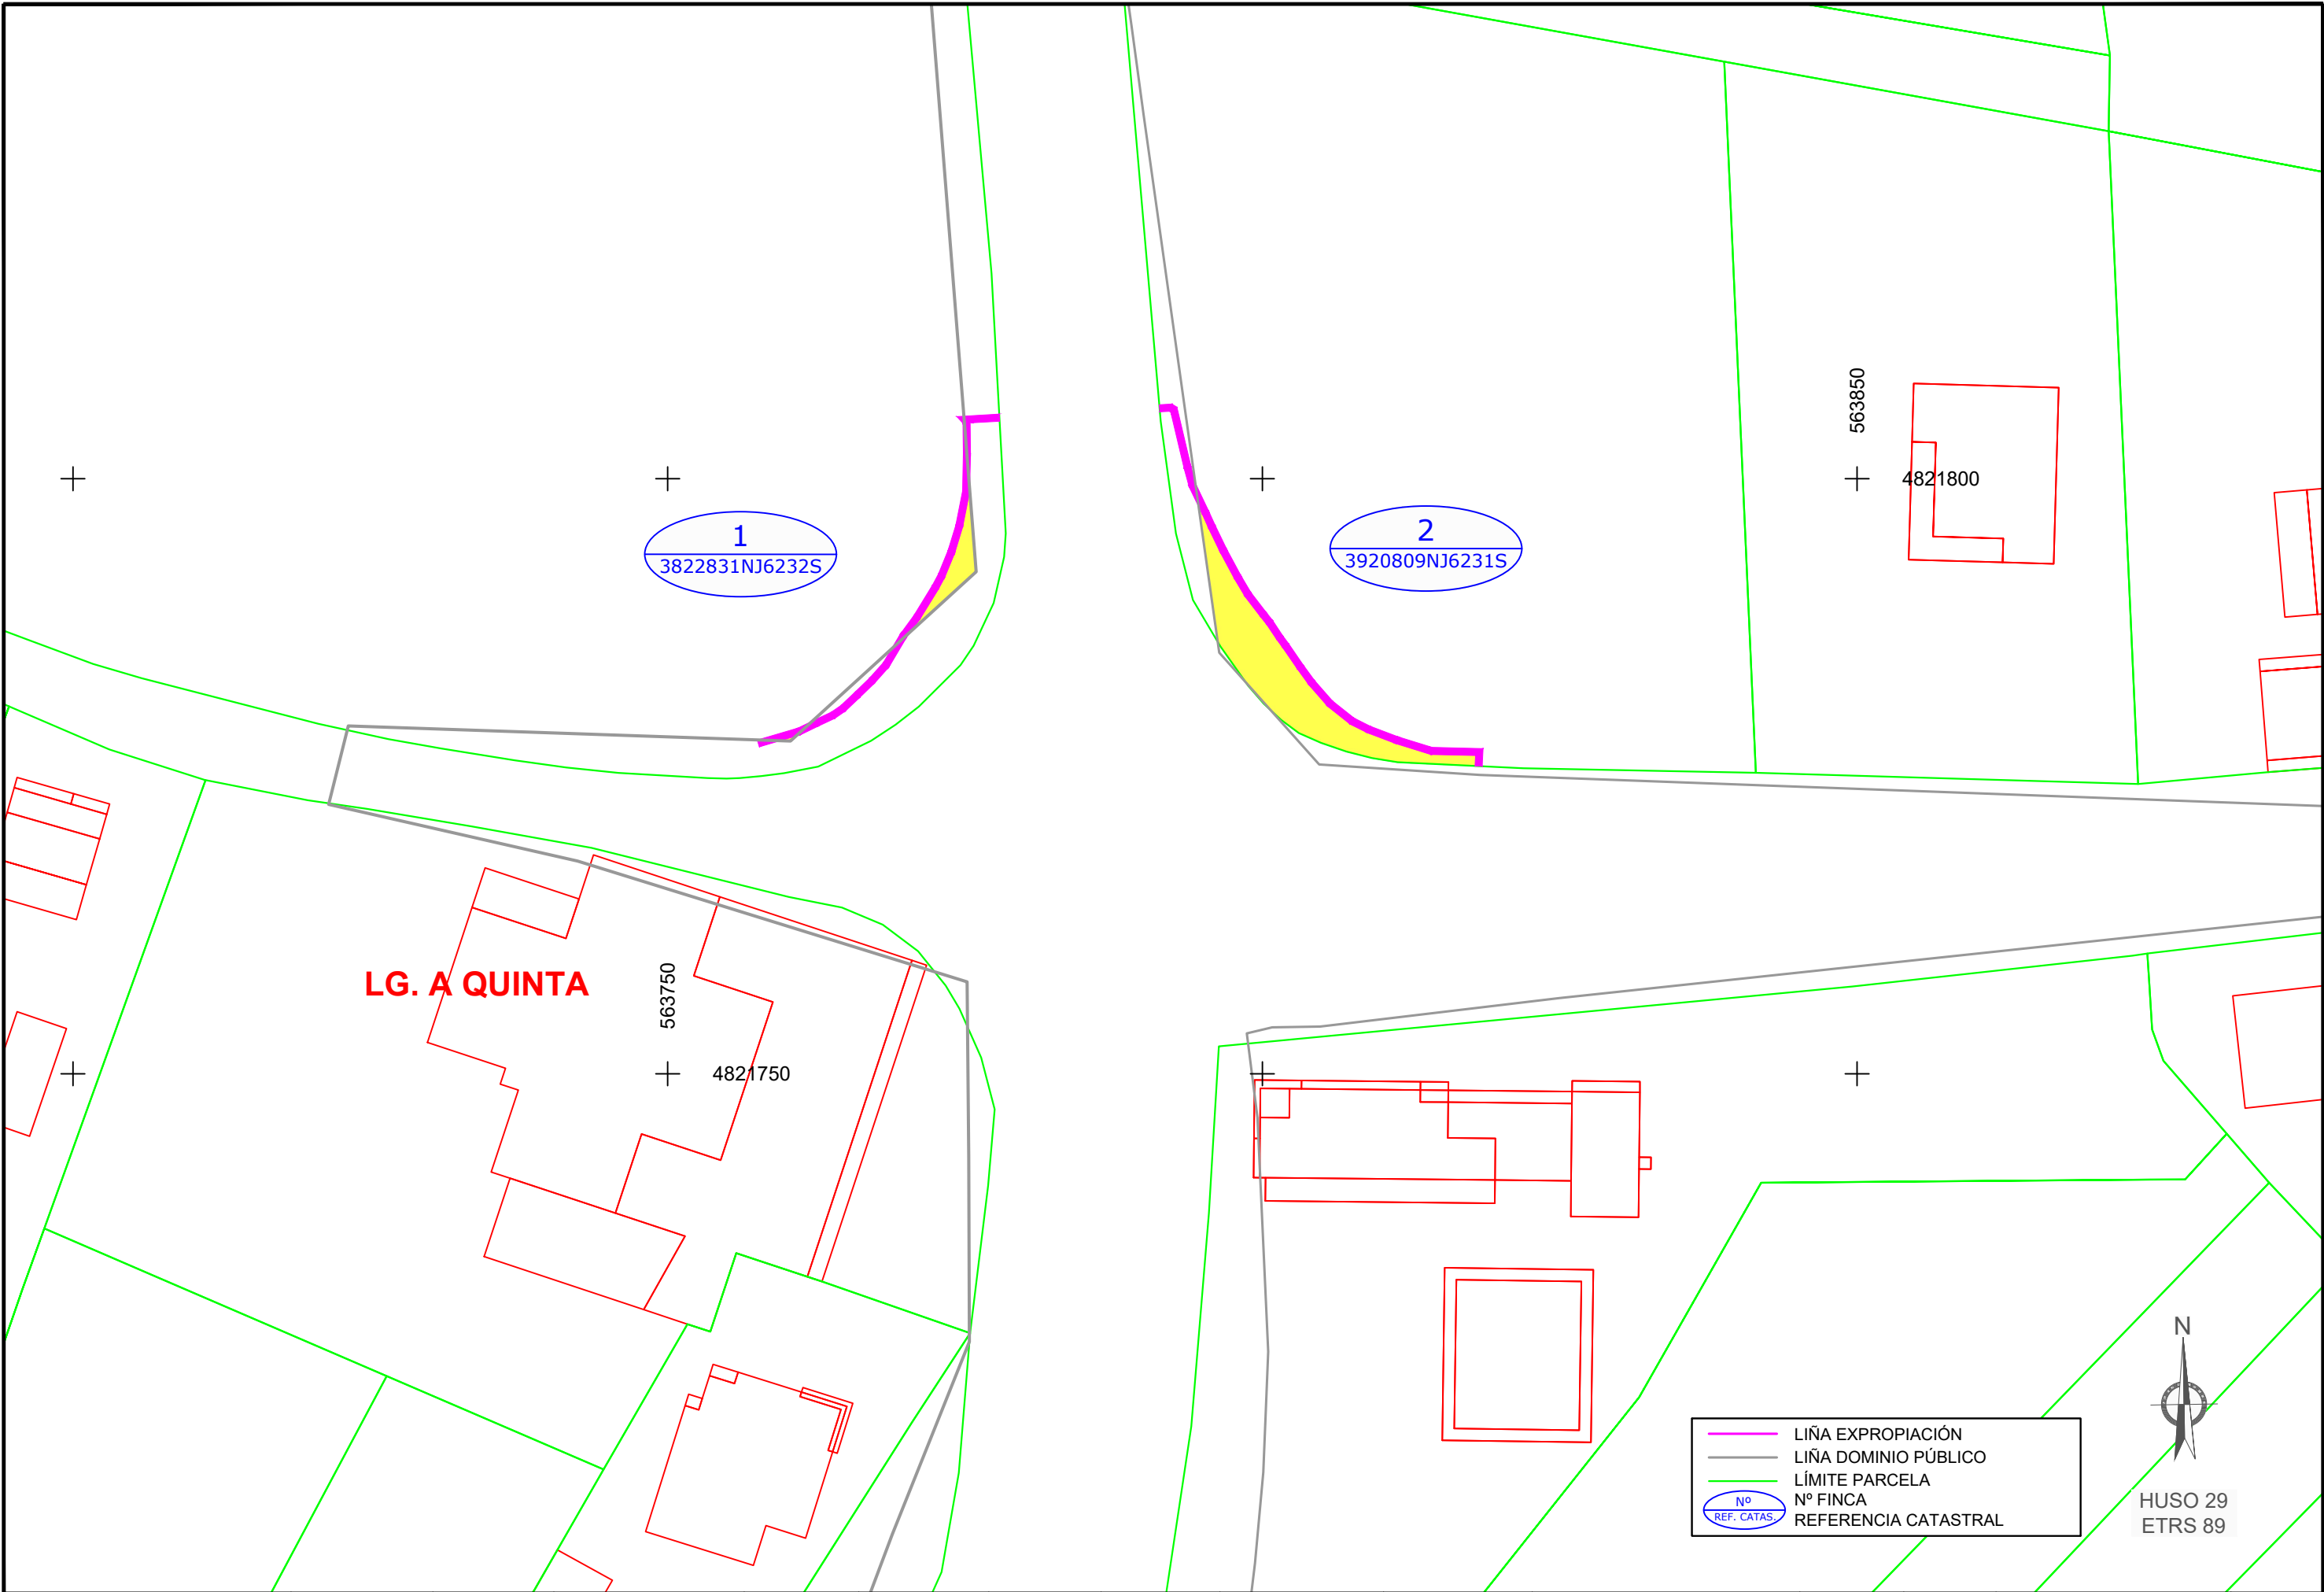 563850
4821800
1
3822831NJ6232S
2
3920809NJ6231S
LG. A QUINTA
563750
4821750
N
LIÑA EXPROPIACIÓN
LIÑA DOMINIO PÚBLICO
LÍMITE PARCELA
Nº
REF. CATAS.
Nº FINCA
REFERENCIA CATASTRAL
HUSO 29
ETRS 89